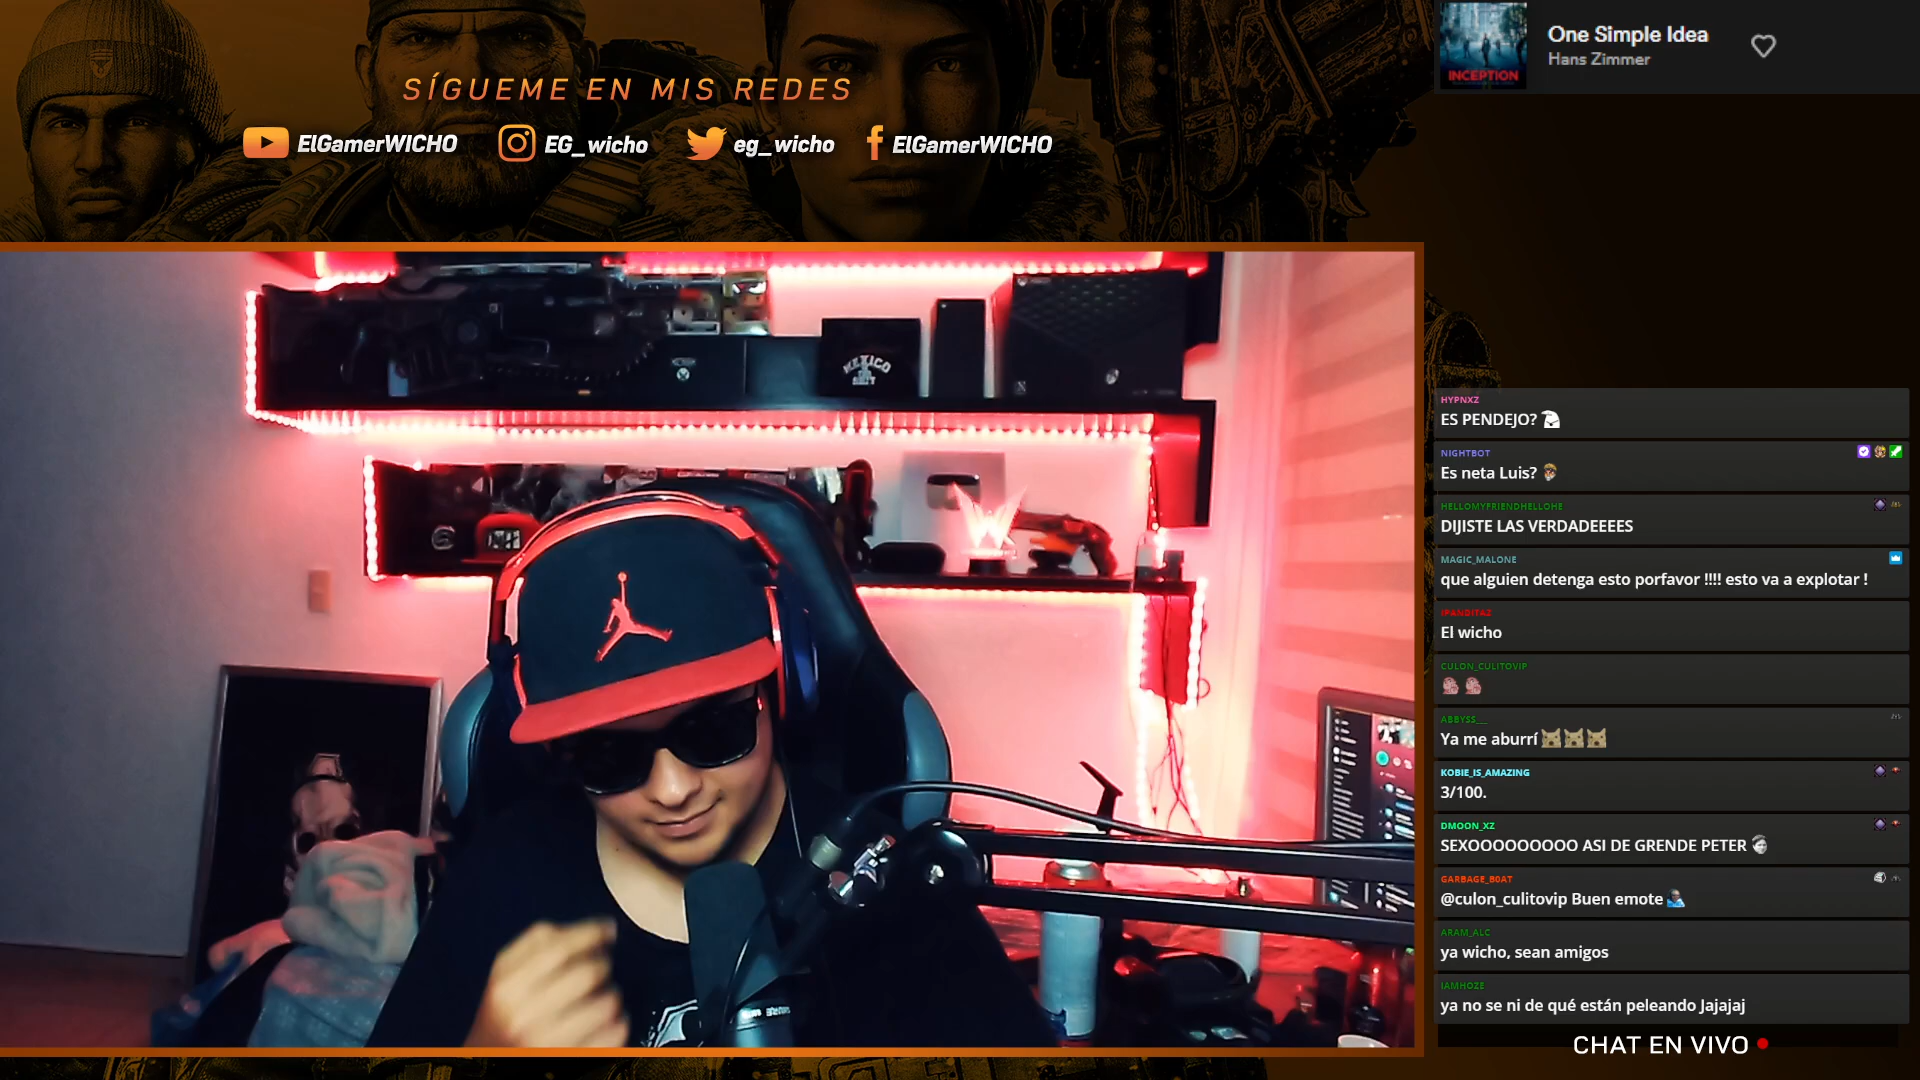 SÍGUEME EN MIS REDES
ElGamerWICHO
EG_wicho
eg_wicho
ElGamerWICHO
INCEPTION
One Simple Idea
Hans Zimmer
MEXICO
HYPNXZ
ES PENDEJO?
NIGHTBOT
Es neta Luis?
HELLOMYFRIENDHELLOHE
DIJISTE LAS VERDADEEEES
MAGIC_MALONE
que alguien detenga esto porfavor !!!! esto va a explotar !
IPANDITAZ
El wicho
CULON_CULITOVIP
ABBYSS__
Ya me aburrí
KOBIE_IS_AMAZING
3/100.
DMOON_XZ
SEXOOOOOOOOO ASI DE GRENDE PETER
GARBAGE_B0AT
@culon_culitovip Buen emote
ARAM_ALC
ya wicho, sean amigos
IAMHOZE
ya no se ni de qué están peleando Jajajaj
CHAT EN VIVO